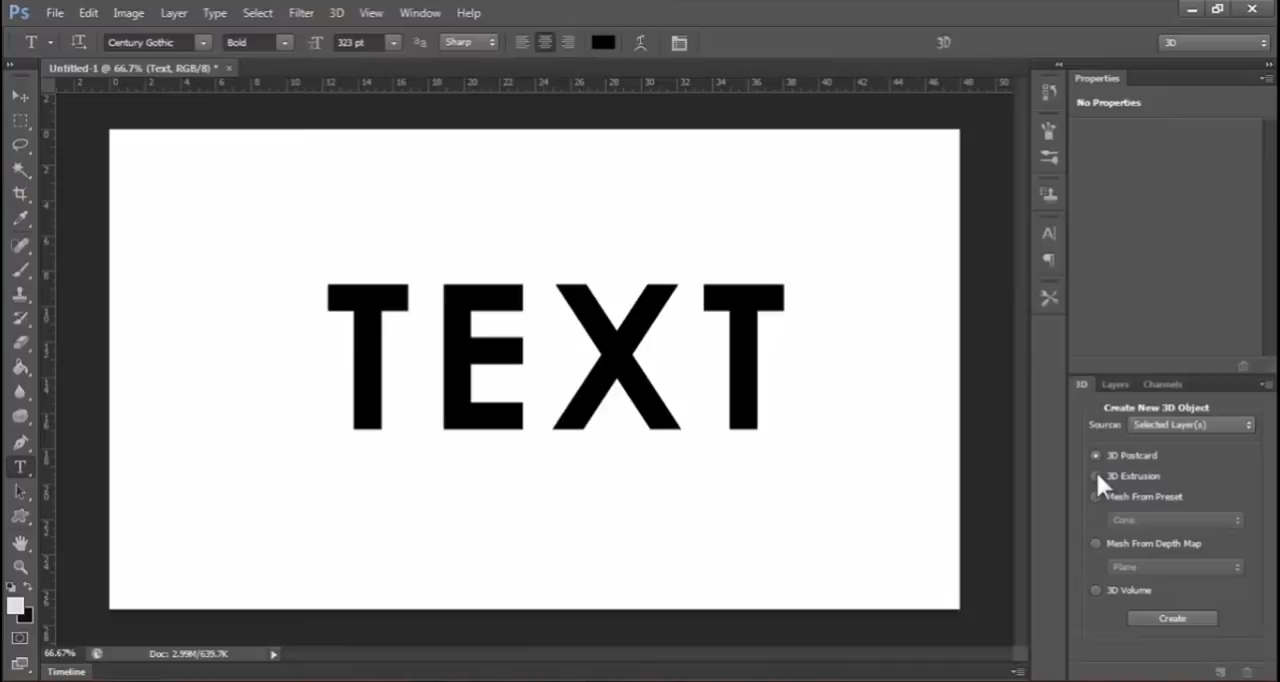 Ps File Edit Image Layer Type Select Filter 3D View Window Help
T Century Gothic Bold 323 pt Sharp 3D 3D
Untitled-1 @ 66.7% (Text, RGB/8) *
Properties
No Properties
TEXT
3D Layers Channels
Create New 3D Object
Source: Selected Layer(s)
3D Postcard
3D Extrusion
Mesh From Preset
Cone
Mesh From Depth Map
Plane
3D Volume
Create
66.67% Doc: 2.99M/639.7K
Timeline